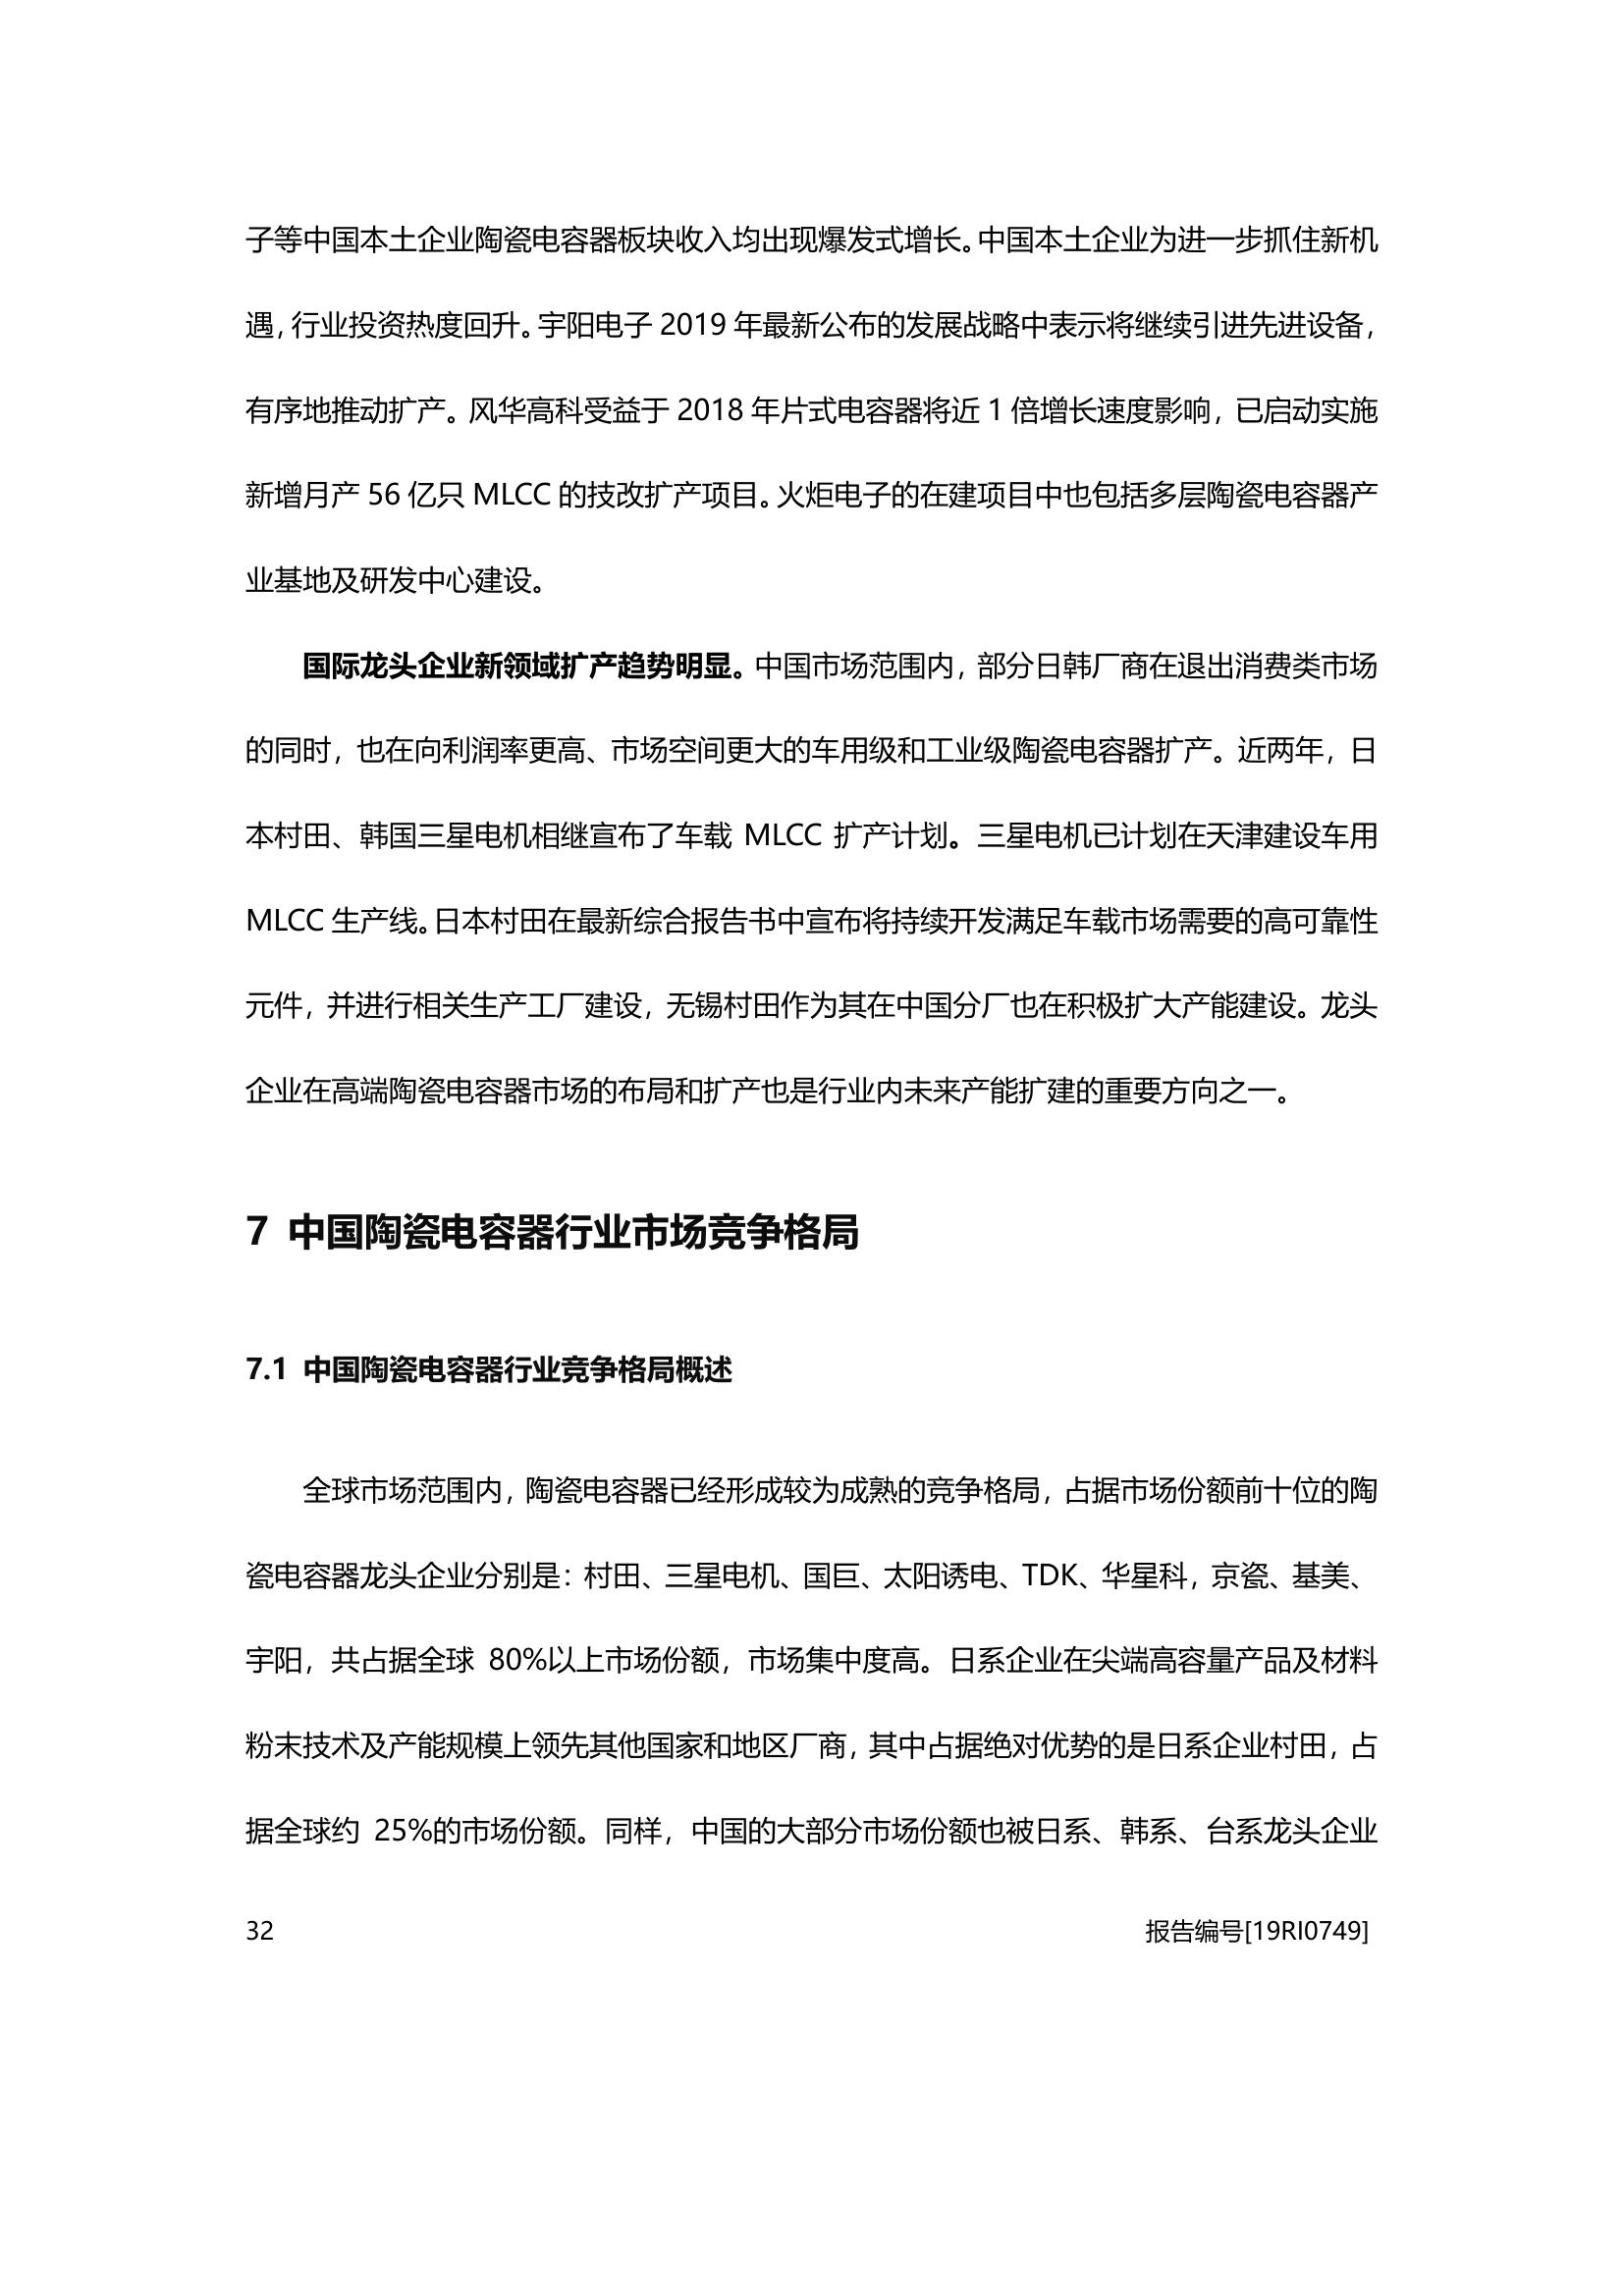 子等中国本土企业陶瓷电容器板块收入均出现爆发式增长。中国本土企业为进一步抓住新机
遇，行业投资热度回升。宇阳电子 2019 年最新公布的发展战略中表示将继续引进先进设备，
有序地推动扩产。风华高科受益于 2018 年片式电容器将近 1 倍增长速度影响，已启动实施
新增月产 56 亿只 MLCC 的技改扩产项目。火炬电子的在建项目中也包括多层陶瓷电容器产
业基地及研发中心建设。
国际龙头企业新领域扩产趋势明显。中国市场范围内，部分日韩厂商在退出消费类市场
的同时，也在向利润率更高、市场空间更大的车用级和工业级陶瓷电容器扩产。近两年，日
本村田、韩国三星电机相继宣布了车载 MLCC 扩产计划。三星电机已计划在天津建设车用
MLCC 生产线。日本村田在最新综合报告书中宣布将持续开发满足车载市场需要的高可靠性
元件，并进行相关生产工厂建设，无锡村田作为其在中国分厂也在积极扩大产能建设。龙头
企业在高端陶瓷电容器市场的布局和扩产也是行业内未来产能扩建的重要方向之一。
7 中国陶瓷电容器行业市场竞争格局
7.1 中国陶瓷电容器行业竞争格局概述
全球市场范围内，陶瓷电容器已经形成较为成熟的竞争格局，占据市场份额前十位的陶
瓷电容器龙头企业分别是：村田、三星电机、国巨、太阳诱电、TDK、华星科，京瓷、基美、
宇阳，共占据全球 80%以上市场份额，市场集中度高。日系企业在尖端高容量产品及材料
粉末技术及产能规模上领先其他国家和地区厂商，其中占据绝对优势的是日系企业村田，占
据全球约 25%的市场份额。同样，中国的大部分市场份额也被日系、韩系、台系龙头企业
32 报告编号[19RI0749]